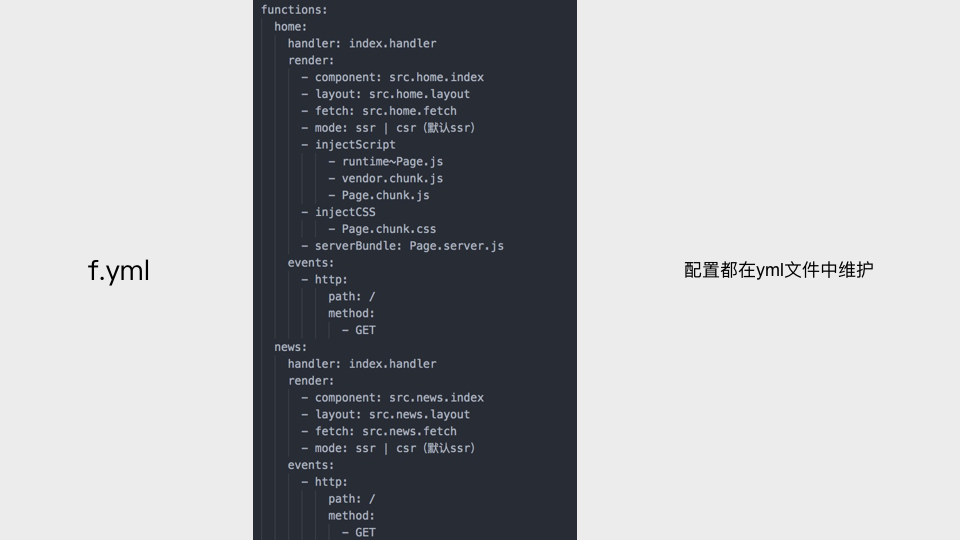 f.yml
functions:
home:
handler: index.handler
render:
- component: src.home.index
- layout: src.home.layout
- fetch: src.home.fetch
- mode: ssr | csr（默认ssr）
- injectScript
- runtime~Page.js
- vendor.chunk.js
- Page.chunk.js
- injectCSS
- Page.chunk.css
- serverBundle: Page.server.js
events:
- http:
path: /
method:
- GET
news:
handler: index.handler
render:
- component: src.news.index
- layout: src.news.layout
- fetch: src.news.fetch
- mode: ssr | csr（默认ssr）
events:
- http:
path: /
method:
- GET
配置都在yml文件中维护